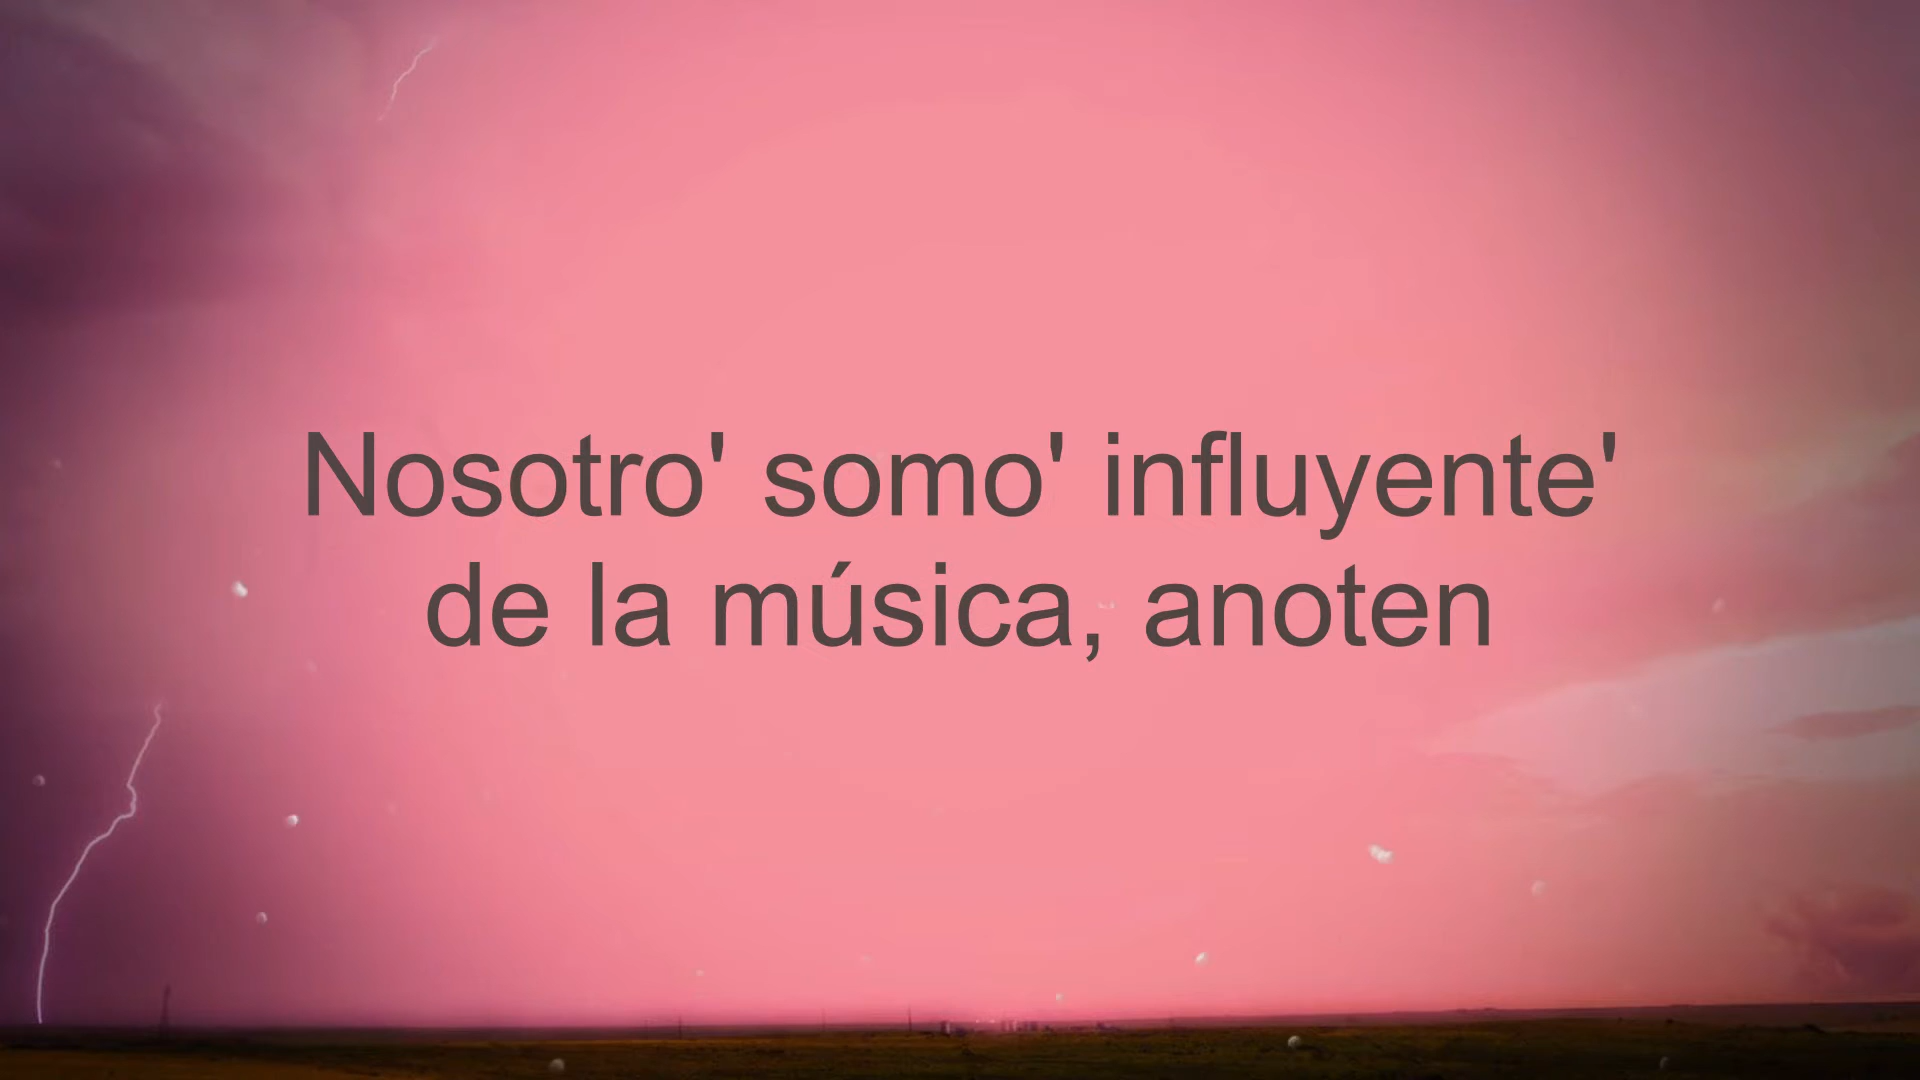 Nosotro' somo' influyente'
de la música, anoten